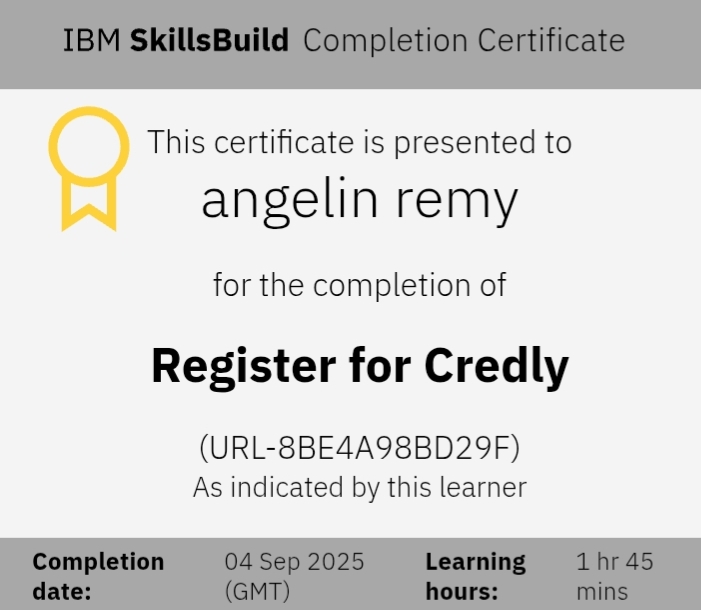 IBM SkillsBuild Completion Certificate
This certificate is presented to
angelin remy
for the completion of
Register for Credly
(URL-8BE4A98BD29F)
As indicated by this learner
Completion date: 04 Sep 2025 (GMT) Learning hours: 1 hr 45 mins